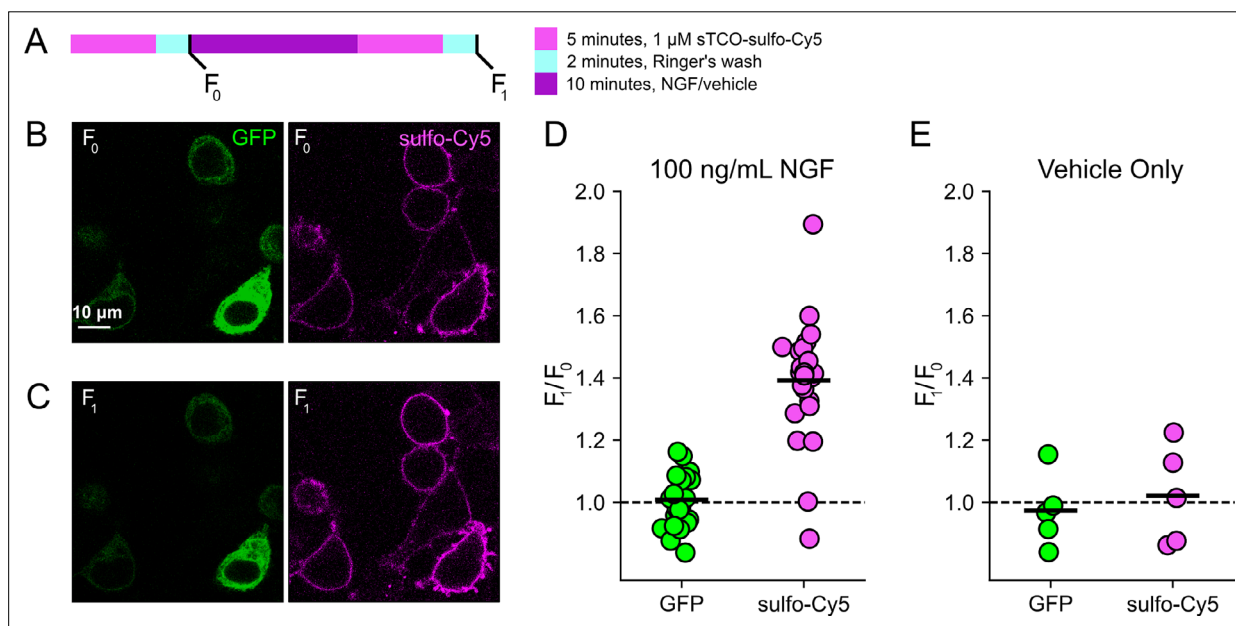 A
F0
F1
5 minutes, 1 µM sTCO-sulfo-Cy5
2 minutes, Ringer's wash
10 minutes, NGF/vehicle
B
F0
GFP
F0
sulfo-Cy5
10 µm
C
F1
F1
D
100 ng/mL NGF
F1/F0
2.0
1.8
1.6
1.4
1.2
1.0
GFP
sulfo-Cy5
E
Vehicle Only
F1/F0
2.0
1.8
1.6
1.4
1.2
1.0
GFP
sulfo-Cy5